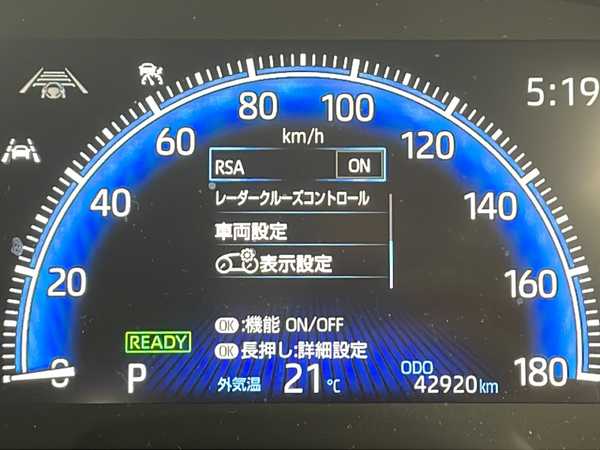 5:19
80
100
60
km/h
120
RSA ON
40
レーダークルーズコントロール
140
車両設定
20
表示設定
160
OK:機能 ON/OFF
READY
OK長押し:詳細設定
0
P
外気温 21℃
ODO
42920km
180